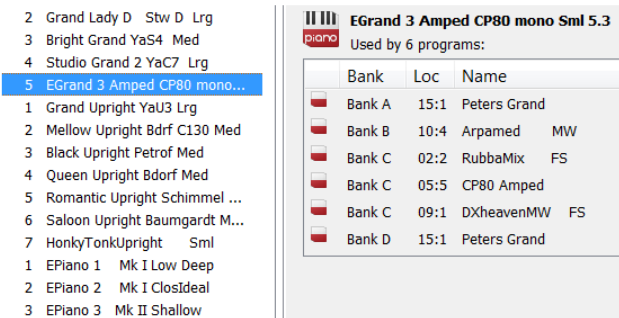 2 Grand Lady D Stw D Lrg
3 Bright Grand YaS4 Med
4 Studio Grand 2 YaC7 Lrg
5 EGrand 3 Amped CP80 mono...
1 Grand Upright YaU3 Lrg
2 Mellow Upright Bdrf C130 Med
3 Black Upright Petrof Med
4 Queen Upright Bdorf Med
5 Romantic Upright Schimmel ...
6 Saloon Upright Baumgardt M...
7 HonkyTonkUpright Sml
1 EPiano 1 Mk I Low Deep
2 EPiano 2 Mk I ClosIdeal
3 EPiano 3 Mk II Shallow
piano
EGrand 3 Amped CP80 mono Sml 5.3
Used by 6 programs:
Bank Loc Name
Bank A 15:1 Peters Grand
Bank B 10:4 Arpamed MW
Bank C 02:2 RubbaMix FS
Bank C 05:5 CP80 Amped
Bank C 09:1 DXheavenMW FS
Bank D 15:1 Peters Grand